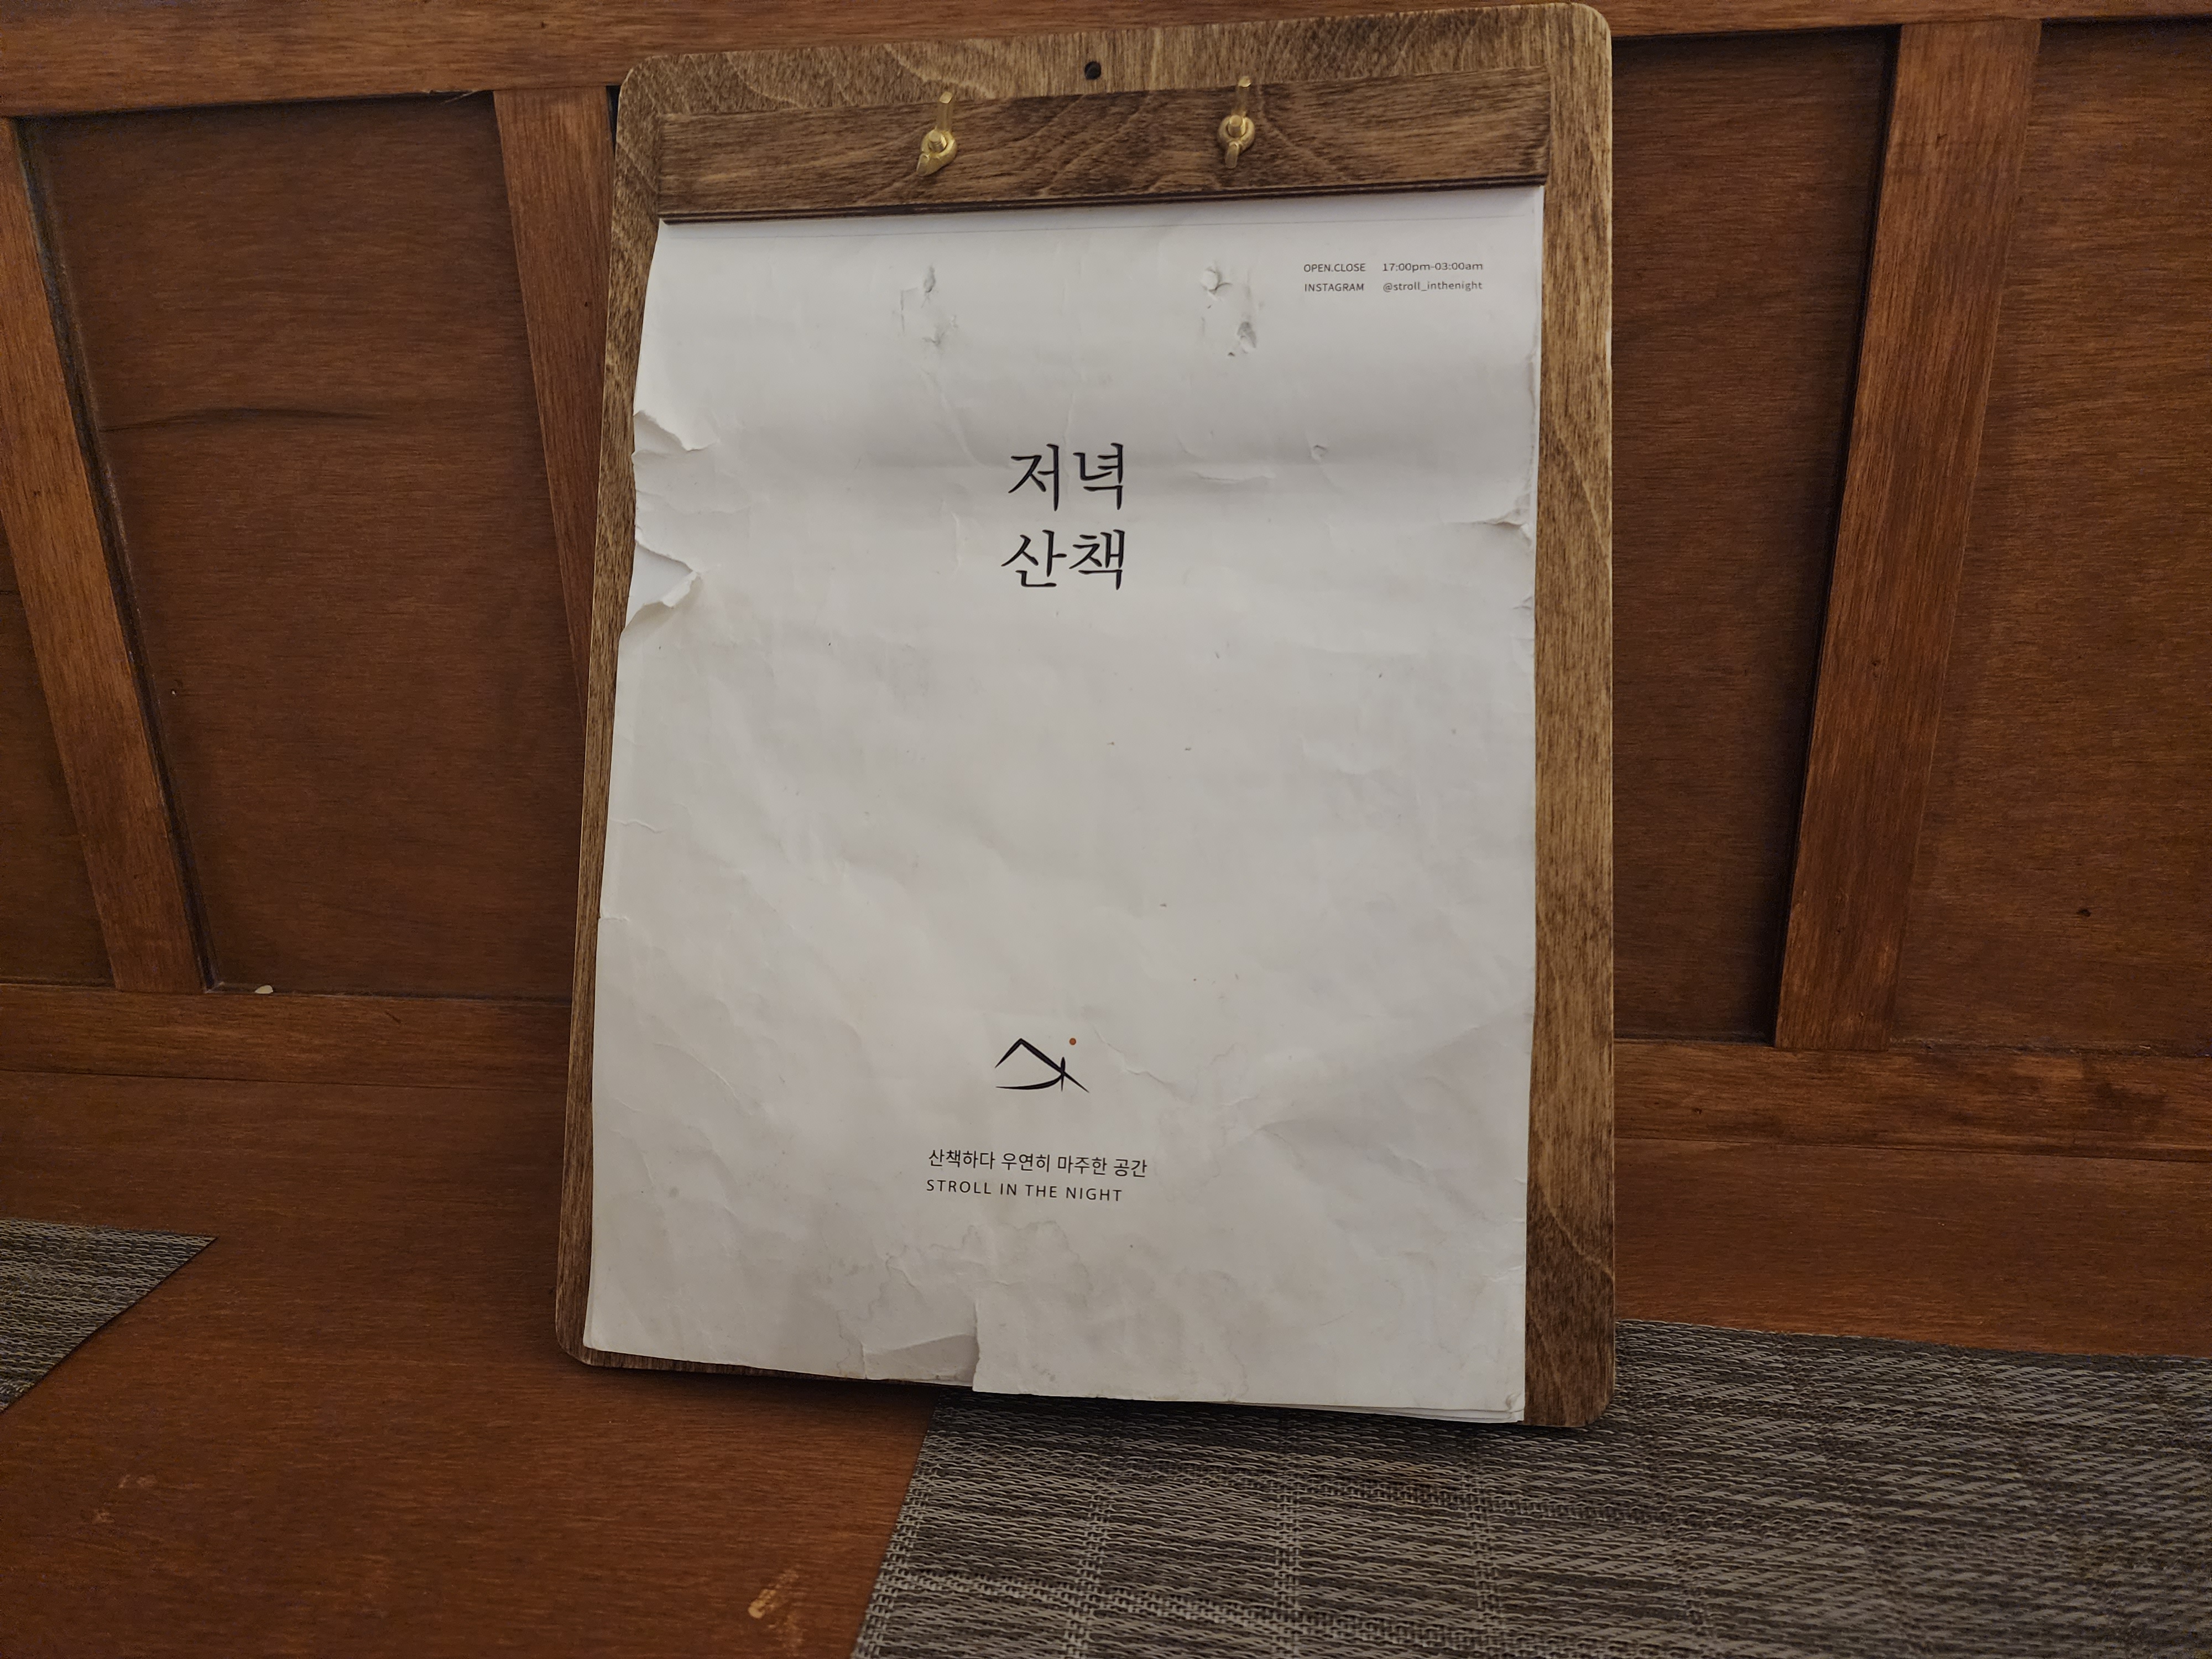 OPEN.CLOSE 17:00pm-03:00am
INSTAGRAM @stroll_inthenight
저녁
산책
산책하다 우연히 마주한 공간
STROLL IN THE NIGHT